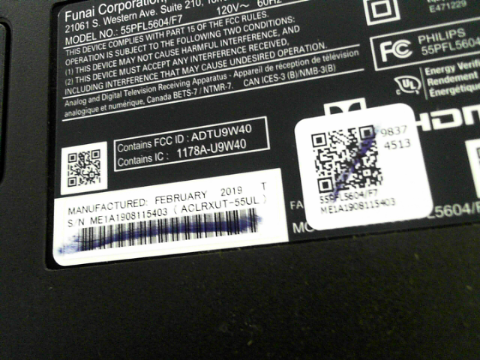 Funai Corporation,
21061 S. Western Ave. Suite 210,
MODEL NO.: 55PFL5604/F7 120V~ 60Hz
THIS DEVICE COMPLIES WITH PART 15 OF THE FCC RULES.
OPERATION IS SUBJECT TO THE FOLLOWING TWO CONDITIONS:
(1) THIS DEVICE MAY NOT CAUSE HARMFUL INTERFERENCE, AND
(2) THIS DEVICE MUST ACCEPT ANY INTERFERENCE RECEIVED,
INCLUDING INTERFERENCE THAT MAY CAUSE UNDESIRED OPERATION.
Analog and Digital Television Receiving Apparatus - Appareil de réception de télévision
analogique et numérique, Canada BETS-7 / NTMR-7. CAN ICES-3 (B)/NMB-3(B)
E471229
FC PHILIPS
55PFL5604
UL Energy Verified
Rendement
Énergétique
HDMI
Contains FCC ID : ADTU9W40
Contains IC : 1178A-U9W40
MANUFACTURED: FEBRUARY 2019 T
S/N ME1A1908115403 (ACLRXUT-55UL)
9837
4513
55PFL5604/F7
ME1A1908115403
L5604/F